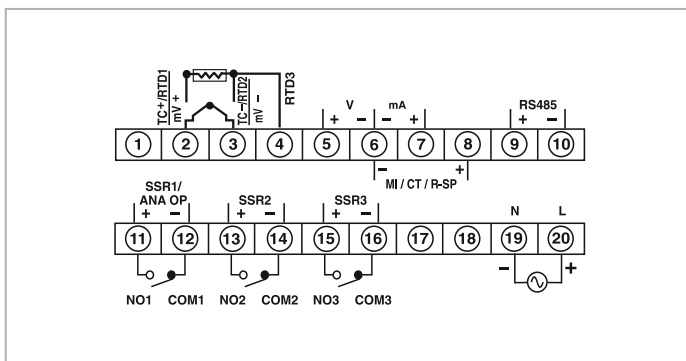 TC+/RTD1
mV +
TC-/RTD2
mV -
RTD3
V
+ -
mA
- +
RS485
+ -
1 2 3 4 5 6 7 8 9 10
- +
MI / CT / R-SP
SSR1/
ANA OP
+ -
SSR2
+ -
SSR3
+ -
N L
11 12 13 14 15 16 17 18 19 20
- +
NO1 COM1 NO2 COM2 NO3 COM3